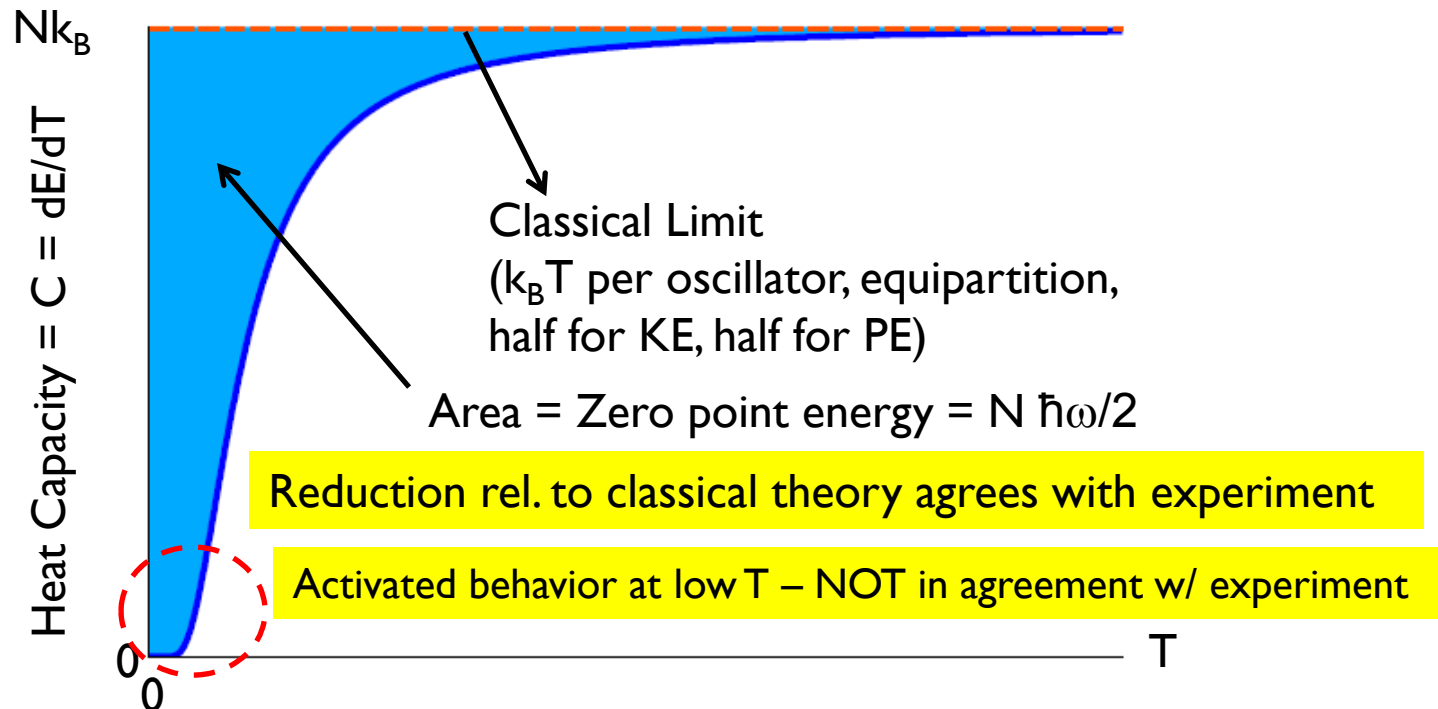 Nk_B
Heat Capacity = C = dE/dT
Classical Limit
(k_BT per oscillator, equipartition,
half for KE, half for PE)
Area = Zero point energy = N ħω/2
Reduction rel. to classical theory agrees with experiment
Activated behavior at low T – NOT in agreement w/ experiment
0
T
0